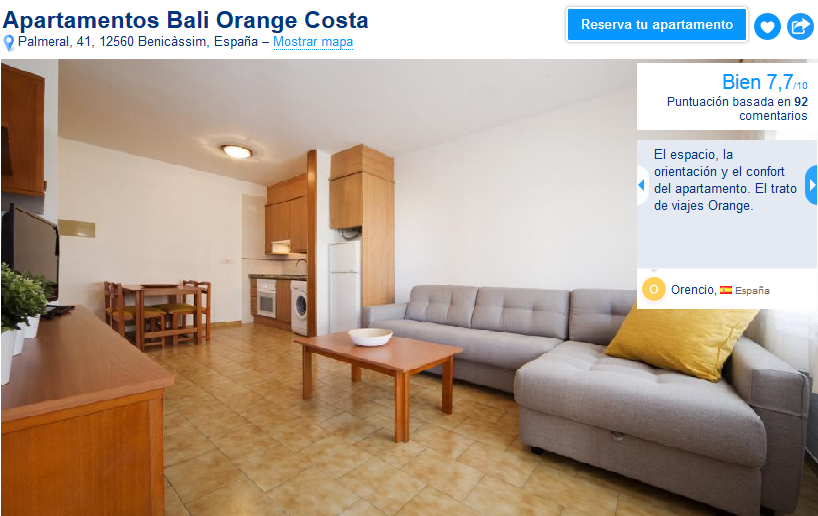 Apartamentos Bali Orange Costa
Reserva tu apartamento
Palmeral, 41, 12560 Benicàssim, España – Mostrar mapa
Bien 7,7/10
Puntuación basada en 92
comentarios
El espacio, la
orientación y el confort
del apartamento. El trato
de viajes Orange.
O Orencio, España